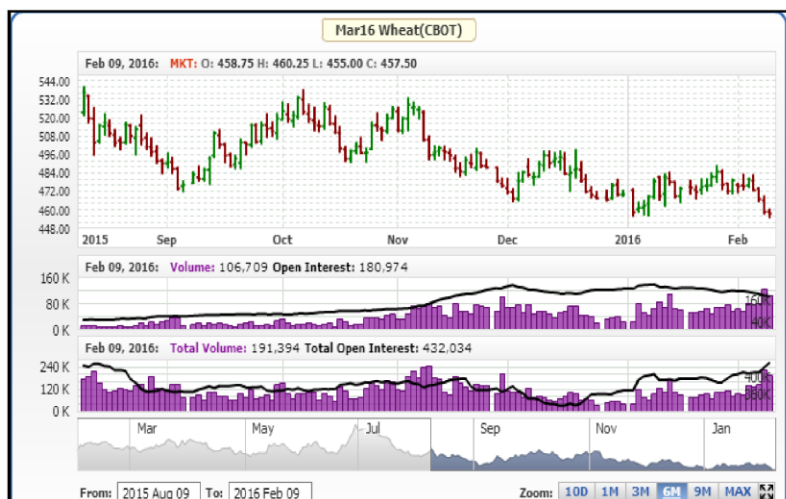 Mar16 Wheat(CBOT)
Feb 09, 2016: MKT: O: 458.75 H: 460.25 L: 455.00 C: 457.50
544.00
532.00
520.00
508.00
496.00
484.00
472.00
460.00
448.00
2015 Sep Oct Nov Dec 2016 Feb
Feb 09, 2016: Volume: 106,709 Open Interest: 180,974
160 K
80 K
0 K
160K
40K
Feb 09, 2016: Total Volume: 191,394 Total Open Interest: 432,034
240 K
120 K
0 K
400K
360K
Mar May Jul Sep Nov Jan
From: 2015 Aug 09 To: 2016 Feb 09 Zoom: 10D 1M 3M 6M 9M MAX